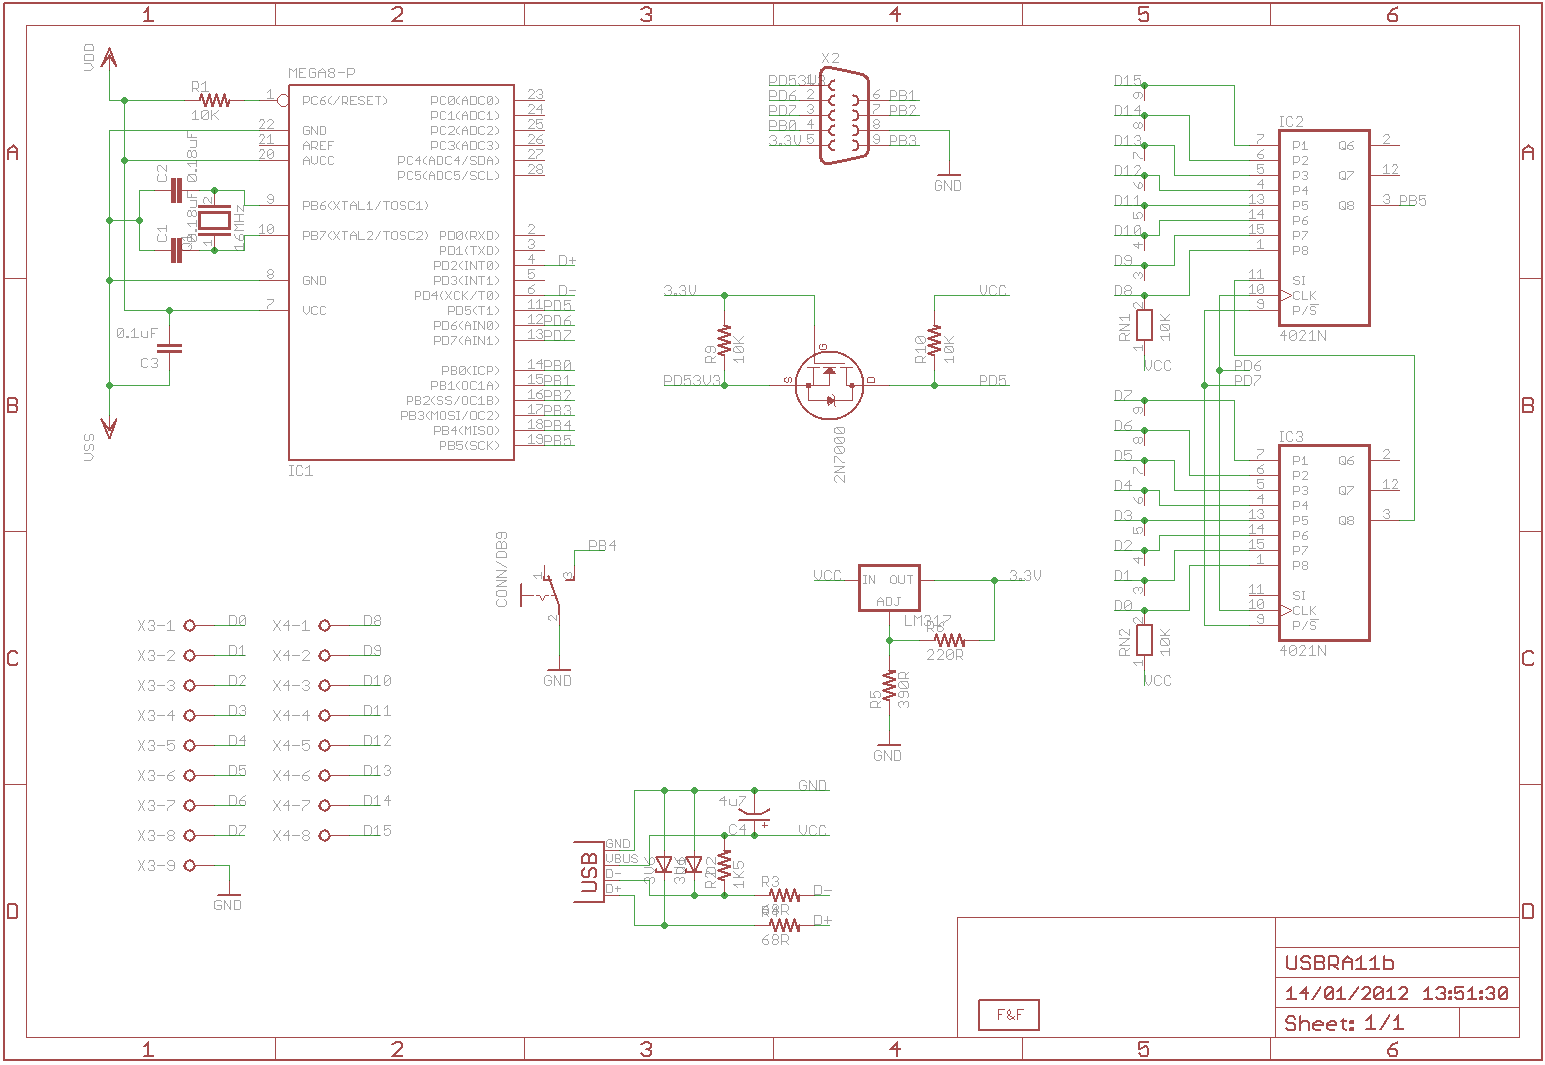 1 2 3 4 5 6
A
B
C
D
A
B
C
D
1 2 3 4 5 6
VDD
VSS
R1
10K
MEGA8-P
IC1
1 PC6(/RESET)
22 GND
21 AREF
20 AVCC
9 PB6(XTAL1/TOSC1)
10 PB7(XTAL2/TOSC2)
8 GND
7 VCC
PC0(ADC0) 23
PC1(ADC1) 24
PC2(ADC2) 25
PC3(ADC3) 26
PC4(ADC4/SDA) 27
PC5(ADC5/SCL) 28
PD0(RXD) 2
PD1(TXD) 3
PD2(INT0) 4 D+
PD3(INT1) 5
PD4(XCK/T0) 6 D-
PD5(T1) 11 PD5
PD6(AIN0) 12 PD6
PD7(AIN1) 13 PD7
PB0(ICP) 14 PB0
PB1(OC1A) 15 PB1
PB2(SS/OC1B) 16 PB2
PB3(MOSI/OC2) 17 PB3
PB4(MISO) 18 PB4
PB5(SCK) 19 PB5
C2
0.18uF
C1
0.18uF
2
1
16MHz
0.1uF
C3
X2
PD53V3 1
PD6 2
PD7 3
PB0 4
3.3V 5
6 PB1
7 PB2
8
9 PB3
GND
3.3V
VCC
R9
10K
R10
10K
G
S
D
PD53V3
PD5
2N7000
CONN/DB9
1
3
2
PB4
GND
VCC
IN OUT
ADJ
3.3V
LM317
R6
220R
R5
390R
GND
D15 9
D14 8
D13 7
D12 6
D11 5
D10 4
D9 3
D8 2
RN1
10K
1
VCC
IC2
7 P1
6 P2
5 P3
4 P4
13 P5
14 P6
15 P7
1 P8
11 SI
10 CLK
9 P/S
Q6 2
Q7 12
Q8 3 PB5
4021N
PD6
PD7
D7 9
D6 8
D5 7
D4 6
D3 5
D2 4
D1 3
D0 2
RN2
10K
1
VCC
IC3
7 P1
6 P2
5 P3
4 P4
13 P5
14 P6
15 P7
1 P8
11 SI
10 CLK
9 P/S
Q6 2
Q7 12
Q8 3
4021N
X3-1 D0 X4-1 D8
X3-2 D1 X4-2 D9
X3-3 D2 X4-3 D10
X3-4 D3 X4-4 D11
X3-5 D4 X4-5 D12
X3-6 D5 X4-6 D13
X3-7 D6 X4-7 D14
X3-8 D7 X4-8 D15
X3-9
GND
USB
GND
VBUS
D-
D+
4u7
C4
GND
VCC
1K5
R3
D-
D+
68R
F&F
USBRA11b
14/01/2012 13:51:30
Sheet: 1/1